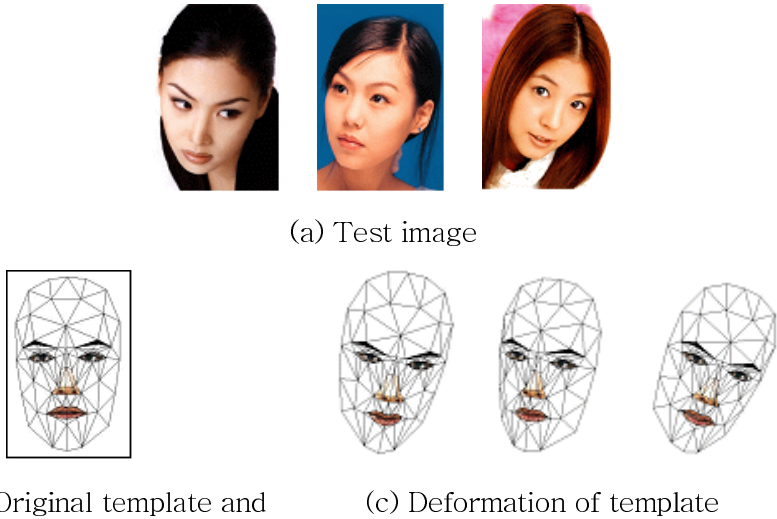 (a) Test image
Original template and
(c) Deformation of template